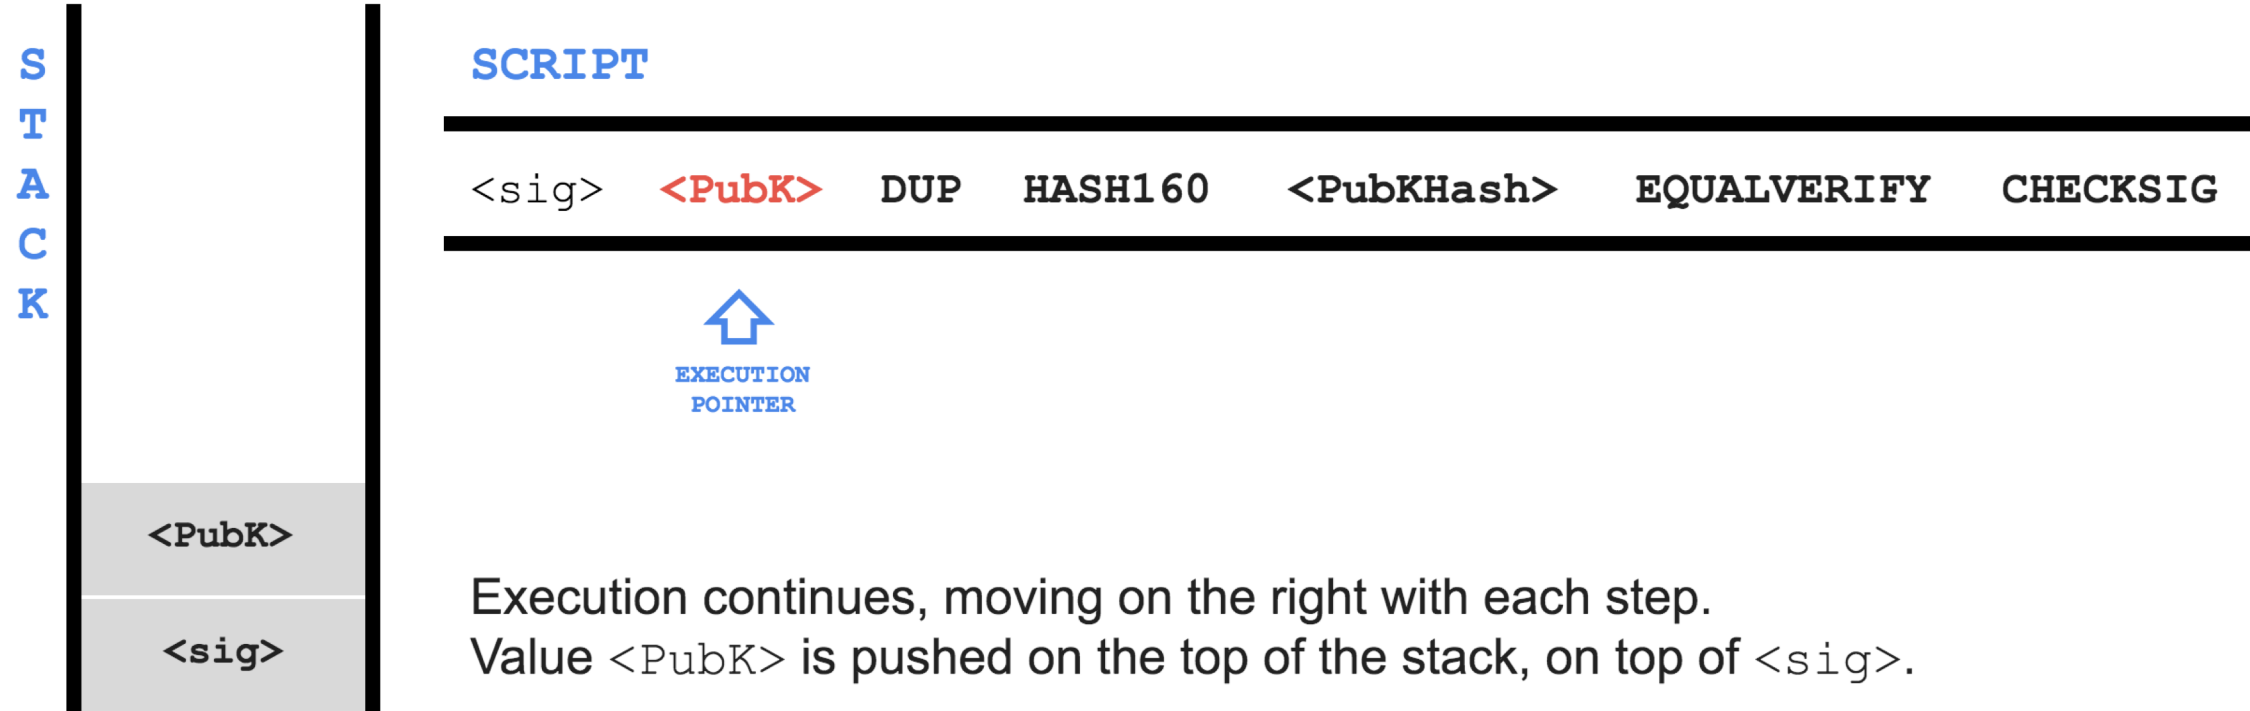 STACK
SCRIPT
<sig> <PubK> DUP HASH160 <PubKHash> EQUALVERIFY CHECKSIG
EXECUTION
POINTER
<PubK>
<sig>
Execution continues, moving on the right with each step.
Value <PubK> is pushed on the top of the stack, on top of <sig>.